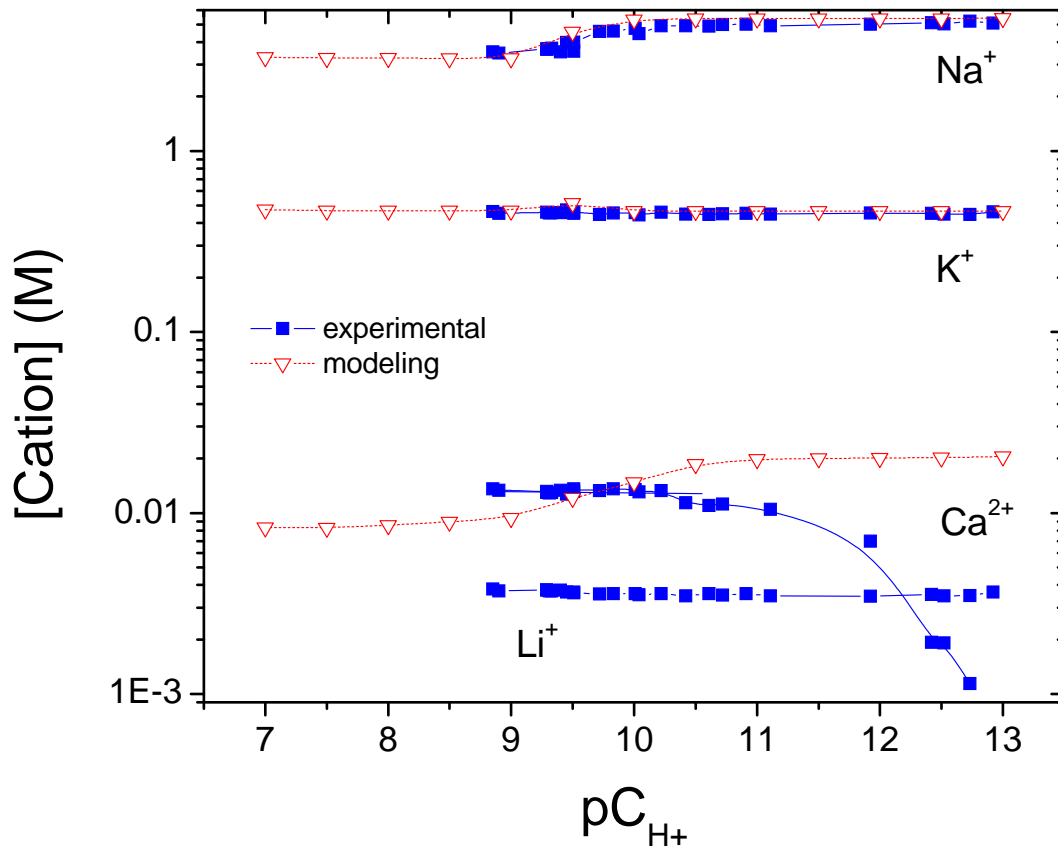 Na⁺
1
K⁺
0.1
experimental
modeling
0.01
Ca²⁺
Li⁺
1E-3
7 8 9 10 11 12 13
[Cation] (M)
pC_H+